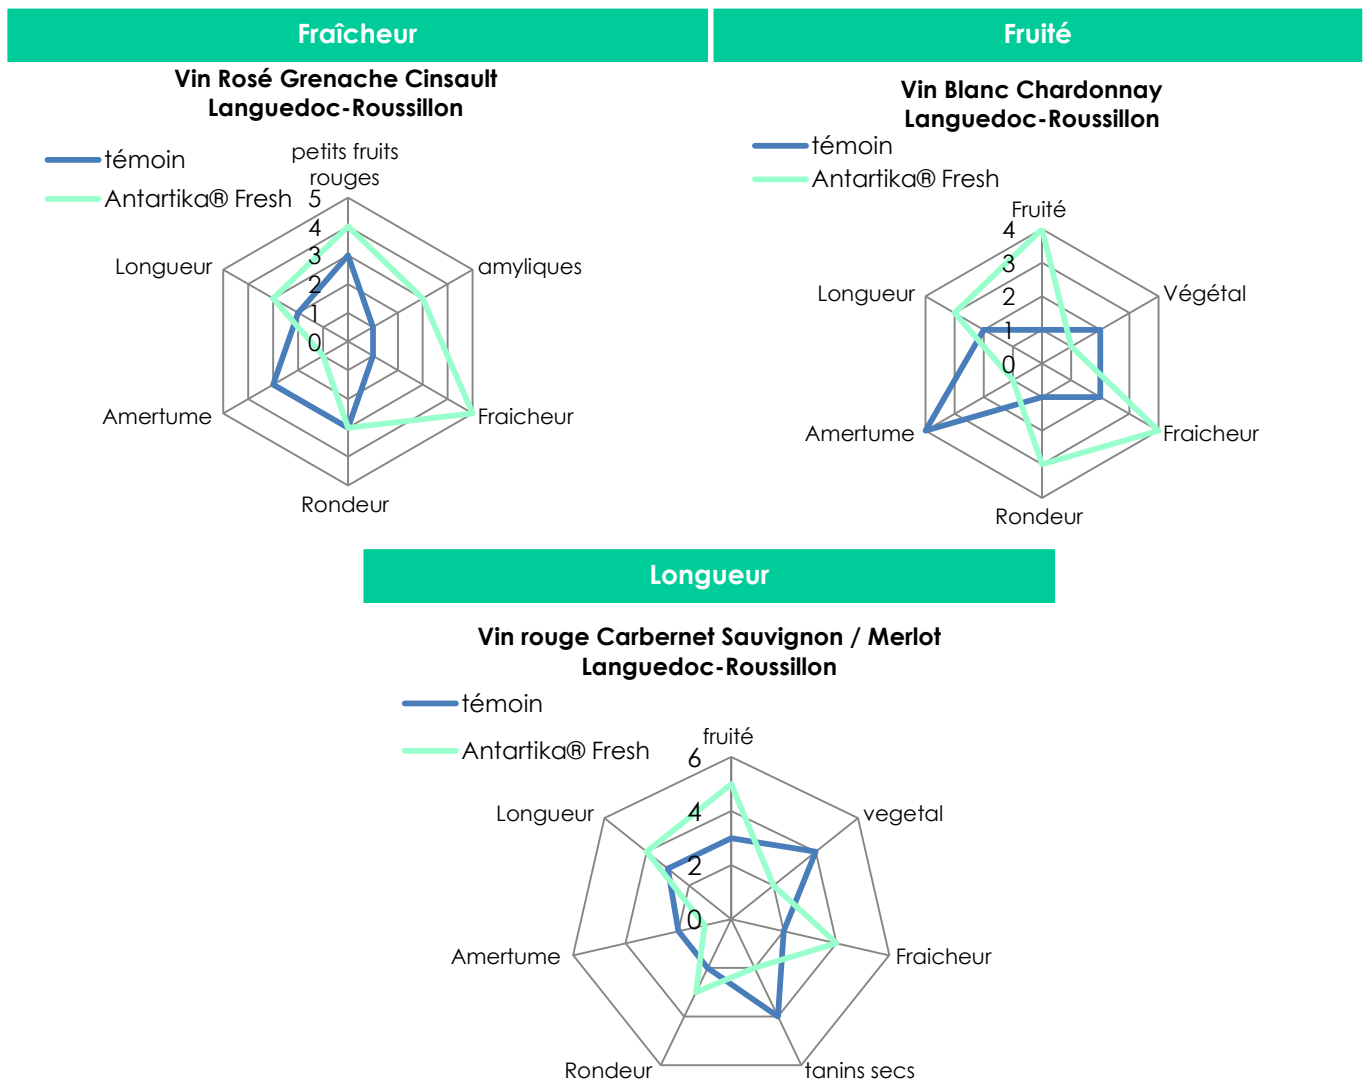 Fraîcheur
Vin Rosé Grenache Cinsault
Languedoc-Roussillon
témoin
Antartika® Fresh
petits fruits
rouges
5
4
3
2
1
0
amyliques
Fraicheur
Rondeur
Amertume
Longueur
Fruité
Vin Blanc Chardonnay
Languedoc-Roussillon
témoin
Antartika® Fresh
Fruité
4
3
2
1
0
Végétal
Fraicheur
Rondeur
Amertume
Longueur
Longueur
Vin rouge Carbernet Sauvignon / Merlot
Languedoc-Roussillon
témoin
Antartika® Fresh
fruité
6
4
2
0
vegetal
Fraicheur
tanins secs
Rondeur
Amertume
Longueur